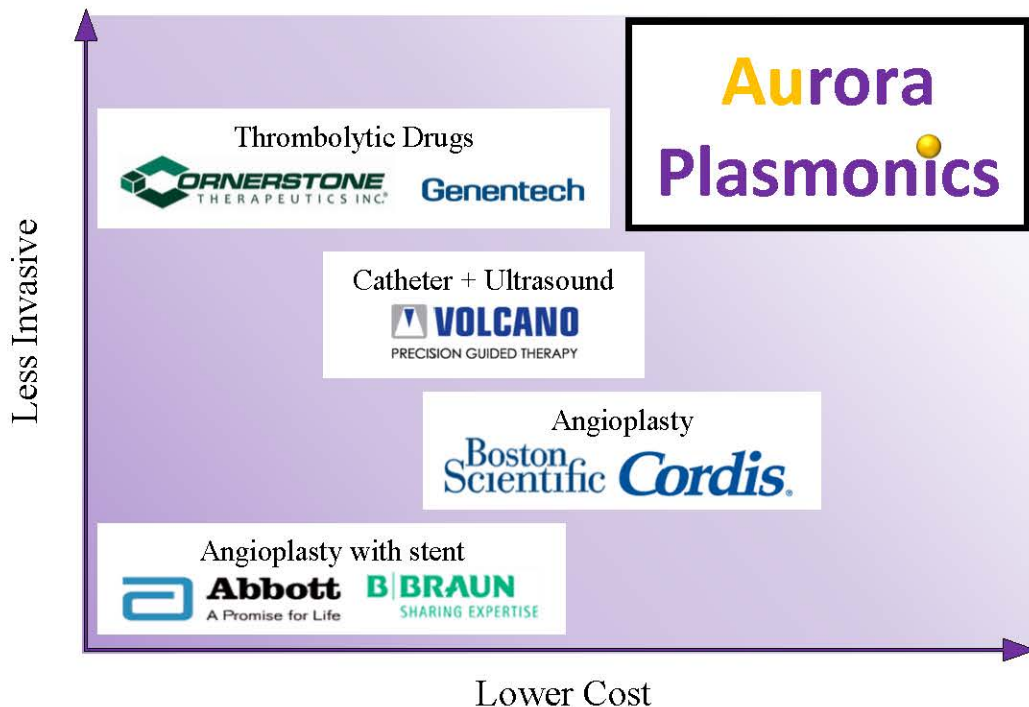 Aurora
Plasmonics
Thrombolytic Drugs
CORNERSTONE
THERAPEUTICS INC.®
Genentech
Catheter + Ultrasound
VOLCANO
PRECISION GUIDED THERAPY
Angioplasty
Boston
Scientific
Cordis.
Angioplasty with stent
Abbott
A Promise for Life
B|BRAUN
SHARING EXPERTISE
Less Invasive
Lower Cost